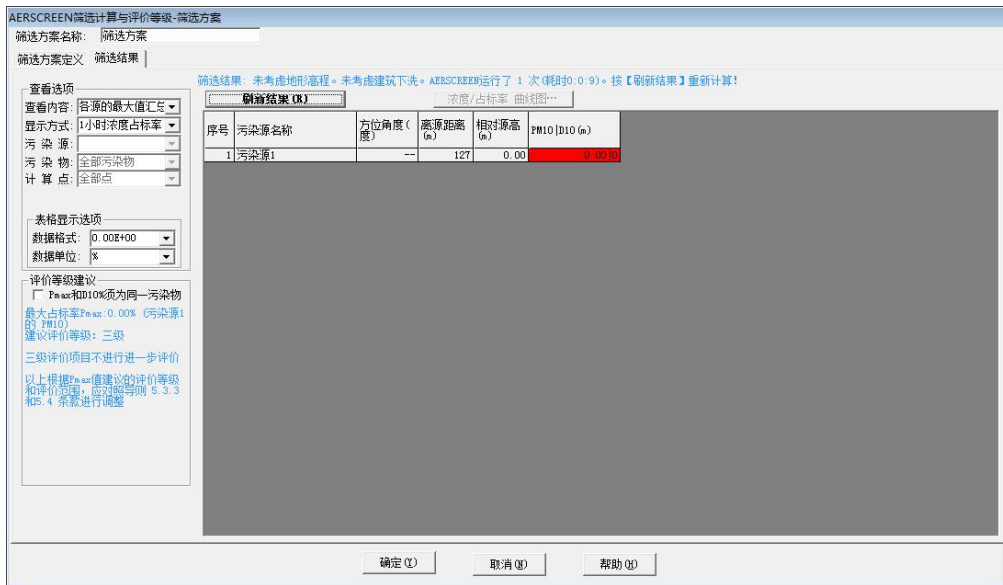 AERSCREEN筛选计算与评价等级-筛选方案
筛选方案名称: 筛选方案
筛选方案定义 筛选结果
筛选结果: 未考虑地形高程。未考虑建筑下洗。AERSCREEN运行了 1 次(耗时0:0:9)。按【刷新结果】重新计算!
查看选项
查看内容: 各源的最大值汇总
显示方式: 1小时浓度占标率
污 染 源:
污 染 物: 全部污染物
计 算 点: 全部点
刷新结果(R) 浓度/占标率 曲线图…
序号 污染源名称 方位角度(度) 离源距离(m) 相对源高(m) PM10|D10(m)
1 污染源1 -- 127 0.00 0.00|0
表格显示选项
数据格式: 0.00E+00
数据单位: %
评价等级建议
Pmax和D10%须为同一污染物
最大占标率Pmax:0.00% (污染源1
的 PM10)
建议评价等级: 三级
三级评价项目不进行进一步评价
以上根据Pmax值建议的评价等级
和评价范围, 应对照导则 5.3.3
和5.4 条款进行调整
确定(Y) 取消(N) 帮助(H)